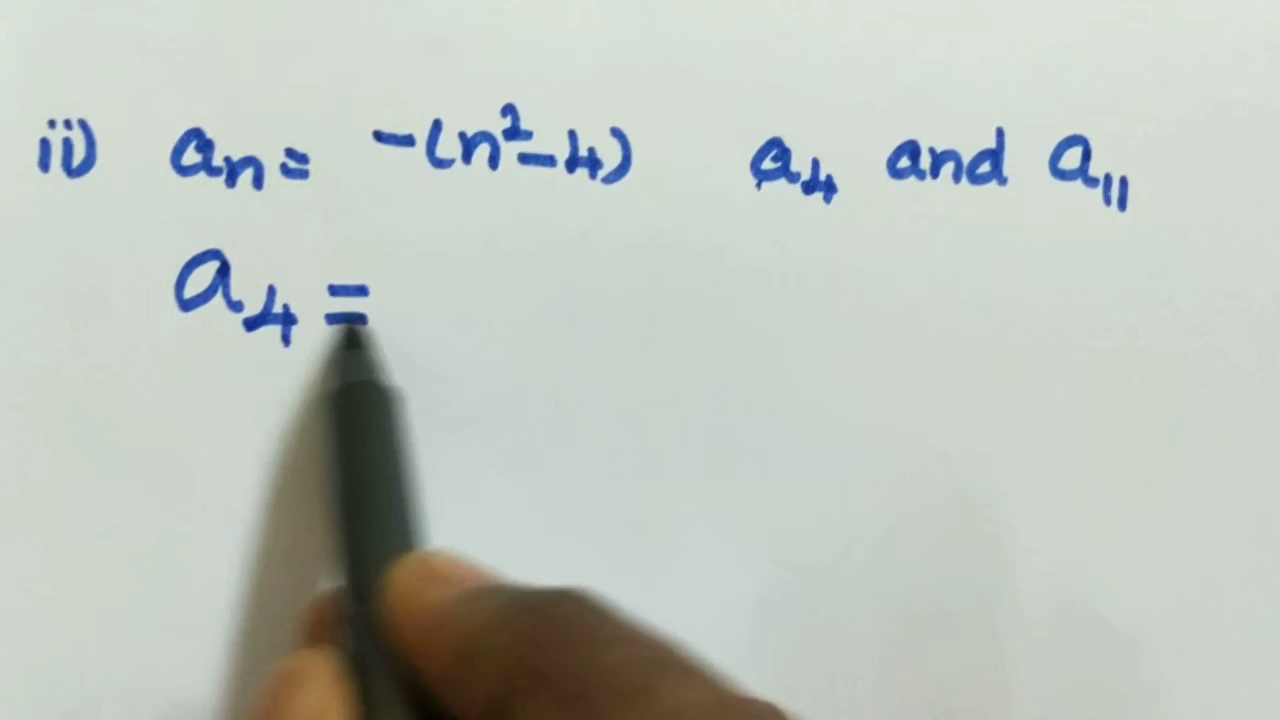 ii) aₙ = -(n²-4) a₄ and a₁₁
a₄ =